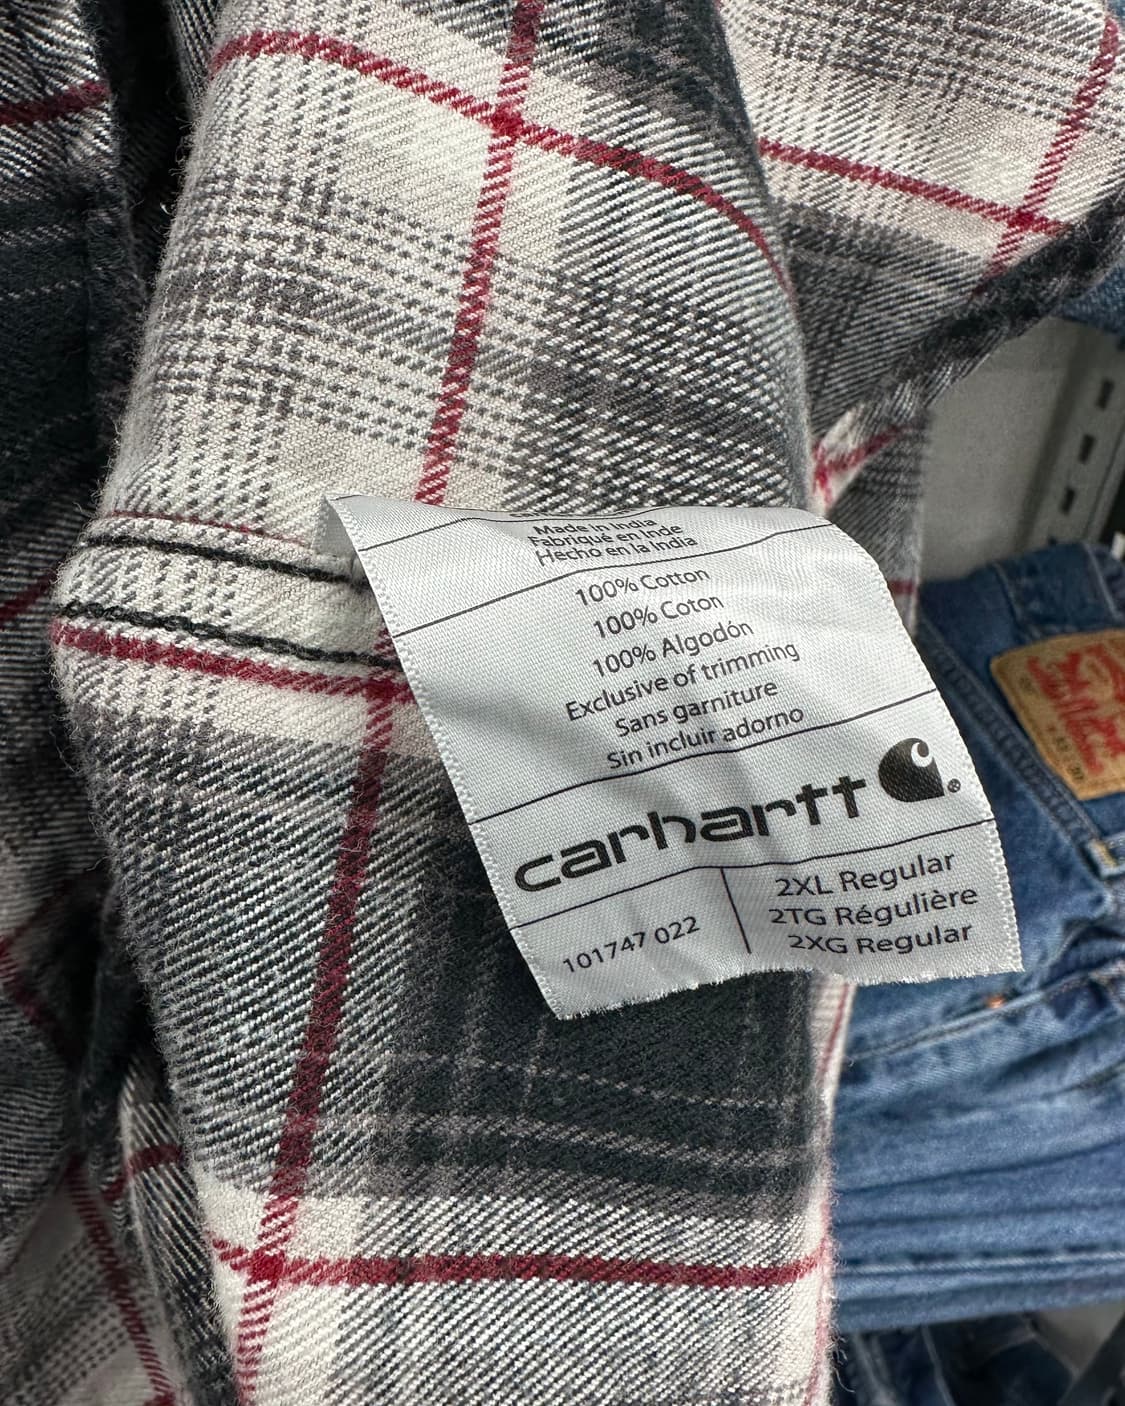 Made in India
Fabriqué en Inde
Hecho en la India
100% Cotton
100% Coton
100% Algodón
Exclusive of trimming
Sans garniture
Sin incluir adorno
carhartt
101747 022
2XL Regular
2TG Régulière
2XG Regular